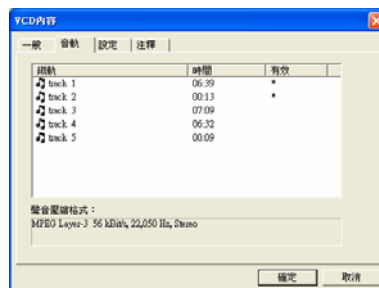 VCD內容
一般 音軌 設定 注釋
時間 有效
track 1 06:39 *
track 2 00:13 *
track 3 07:09
track 4 06:32
track 5 00:09
聲音壓縮格式：
MPEG Layer-3 56 kBit/s, 22,050 Hz, Stereo
確定 取消